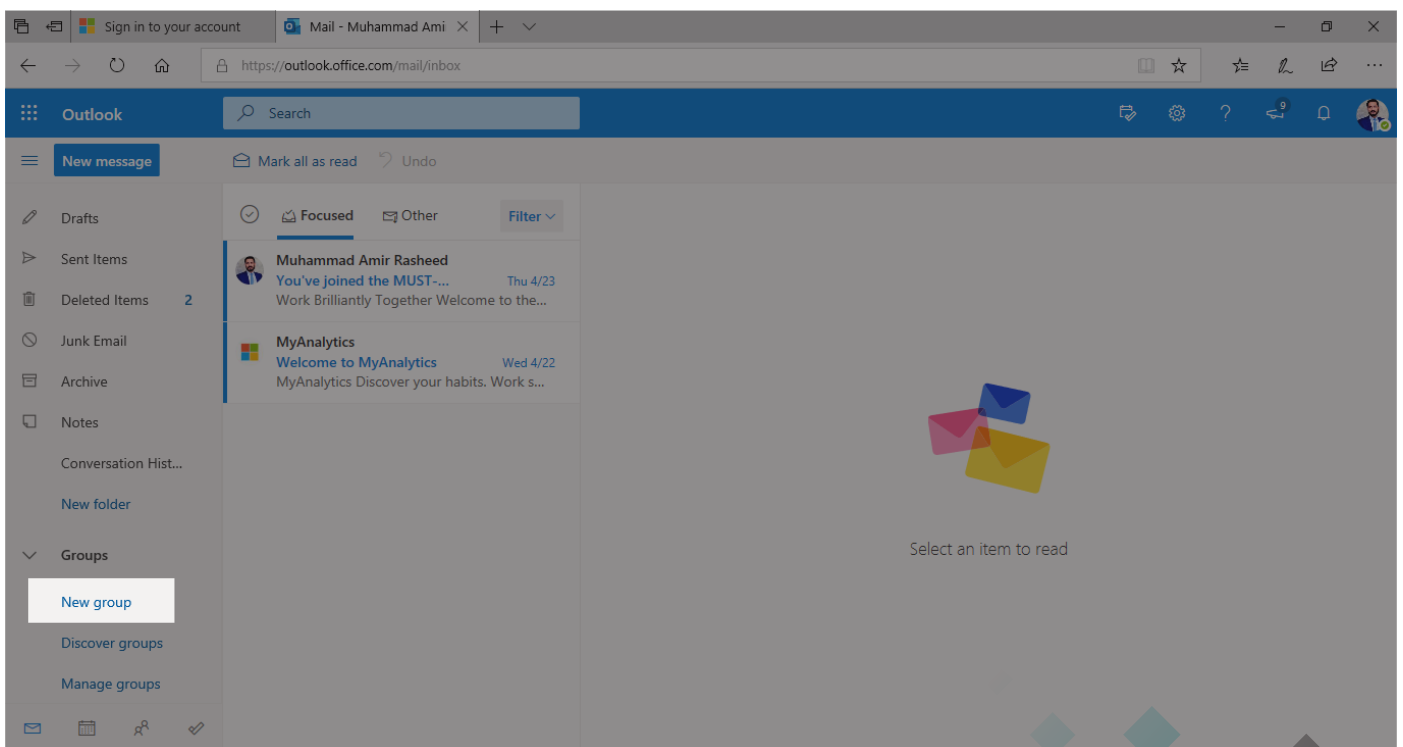 Sign in to your acco unt
Mail - Muhammad Ami
https://outlook.office.com/mail/inbox
Outlook
Search
9
New message
Mark all as read
Undo
Drafts
Sent Items
Deleted Items 2
Junk Email
Archive
Notes
Conversation Hist...
New folder
Groups
New group
Discover groups
Manage groups
Focused
Other
Filter
Muhammad Amir Rasheed
You've joined the MUST-... Thu 4/23
Work Brilliantly Together Welcome to the...
MyAnalytics
Welcome to MyAnalytics Wed 4/22
MyAnalytics Discover your habits. Work s...
Select an item to read